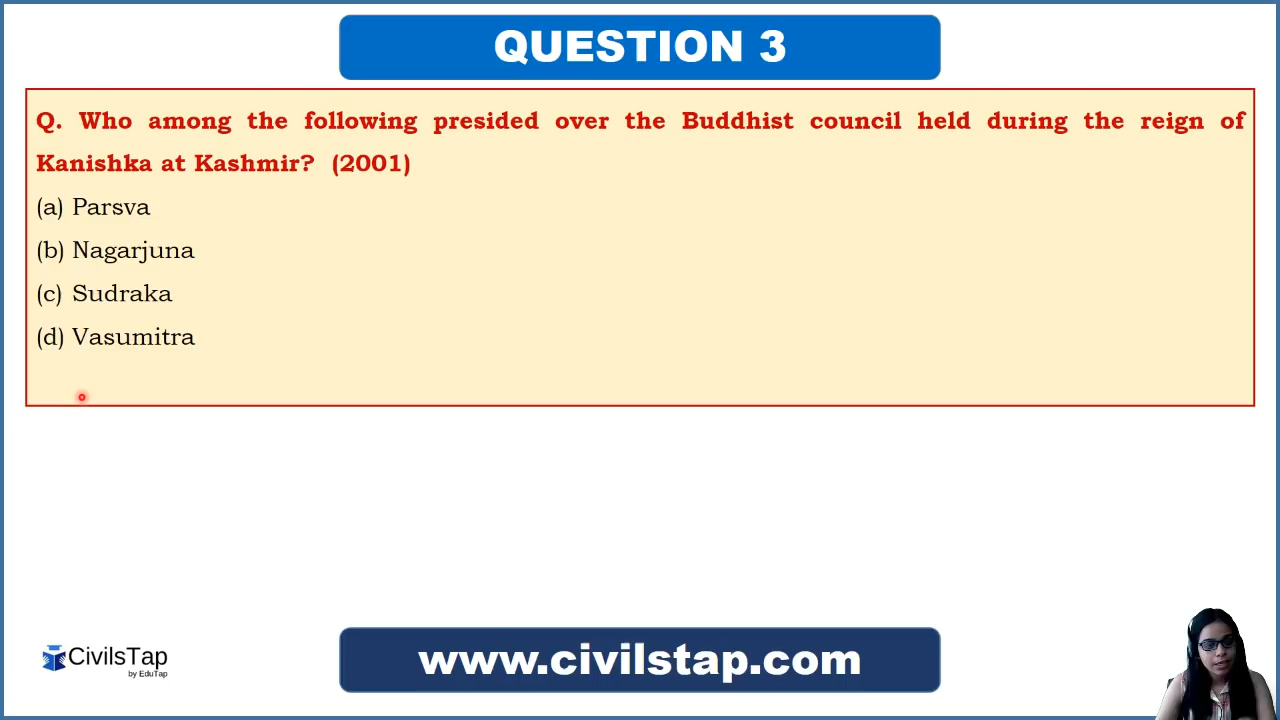 QUESTION 3
Q. Who among the following presided over the Buddhist council held during the reign of
Kanishka at Kashmir? (2001)
(a) Parsva
(b) Nagarjuna
(c) Sudraka
(d) Vasumitra
CivilsTap
by EduTap
www.civilstap.com